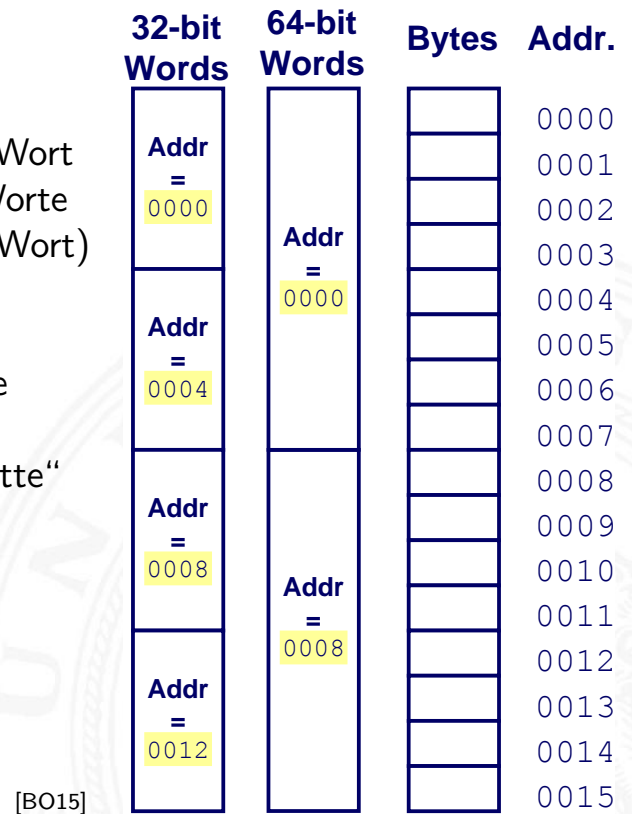 32-bit Words
64-bit Words
Bytes
Addr.
Wort
Worte
Wort)
e
tte“
Addr
=
0000
Addr
=
0004
Addr
=
0008
Addr
=
0012
Addr
=
0000
Addr
=
0008
0000
0001
0002
0003
0004
0005
0006
0007
0008
0009
0010
0011
0012
0013
0014
0015
[BO15]